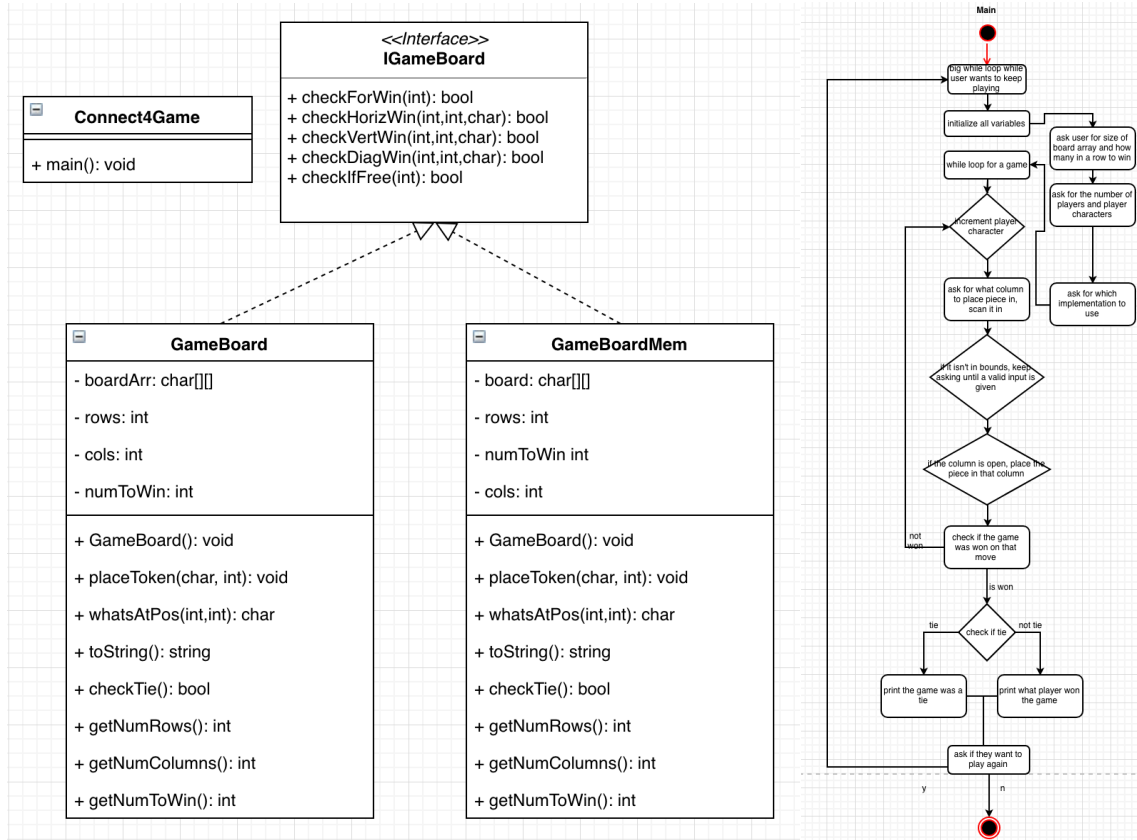 <<Interface>>
IGameBoard
+ checkForWin(int): bool
+ checkHorizWin(int,int,char): bool
+ checkVertWin(int,int,char): bool
+ checkDiagWin(int,int,char): bool
+ checkIfFree(int): bool
Connect4Game
+ main(): void
GameBoard
- boardArr: char[][]
- rows: int
- cols: int
- numToWin: int
+ GameBoard(): void
+ placeToken(char, int): void
+ whatsAtPos(int,int): char
+ toString(): string
+ checkTie(): bool
+ getNumRows(): int
+ getNumColumns(): int
+ getNumToWin(): int
GameBoardMem
- board: char[][]
- rows: int
- numToWin int
- cols: int
+ GameBoard(): void
+ placeToken(char, int): void
+ whatsAtPos(int,int): char
+ toString(): string
+ checkTie(): bool
+ getNumRows(): int
+ getNumColumns(): int
+ getNumToWin(): int
Main
big while loop while
user wants to keep
playing
initialize all variables
ask user for size of
board array and how
many in a row to win
ask for the number of
players and player
characters
ask for which
implementation to
use
while loop for a game
increment player
character
ask for what column
to place piece in,
scan it in
if it isn't in bounds, keep
asking until a valid input is
given
if the column is open, place the
piece in that column
check if the game
was won on that
move
not
won
is won
check if tie
tie
not tie
print the game was a
tie
print what player won
the game
ask if they want to
play again
y
n